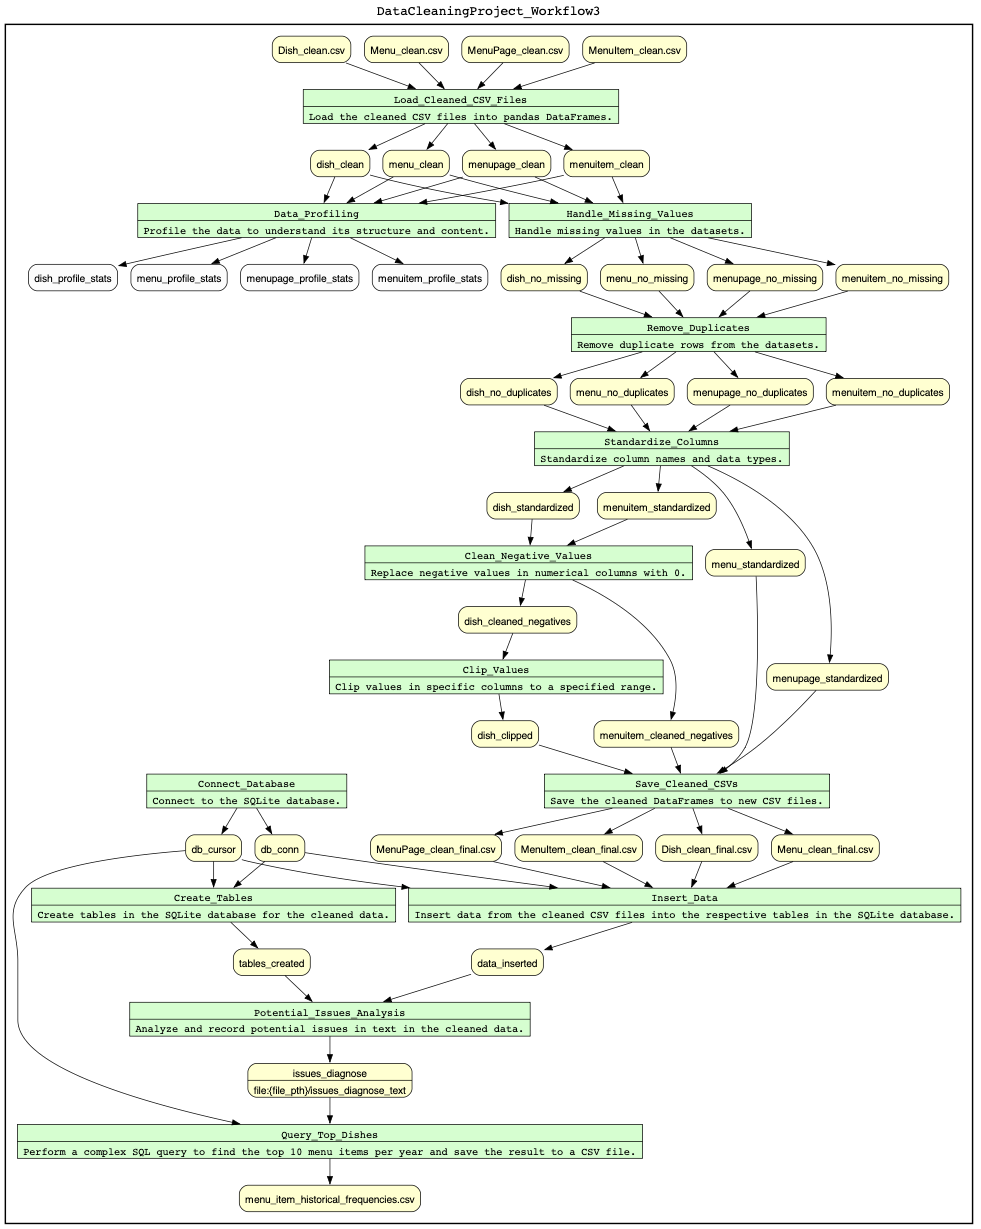 DataCleaningProject_Workflow3
Dish_clean.csv
Menu_clean.csv
MenuPage_clean.csv
MenuItem_clean.csv
Load_Cleaned_CSV_Files
Load the cleaned CSV files into pandas DataFrames.
dish_clean
menu_clean
menupage_clean
menuitem_clean
Data_Profiling
Profile the data to understand its structure and content.
Handle_Missing_Values
Handle missing values in the datasets.
dish_profile_stats
menu_profile_stats
menupage_profile_stats
menuitem_profile_stats
dish_no_missing
menu_no_missing
menupage_no_missing
menuitem_no_missing
Remove_Duplicates
Remove duplicate rows from the datasets.
dish_no_duplicates
menu_no_duplicates
menupage_no_duplicates
menuitem_no_duplicates
Standardize_Columns
Standardize column names and data types.
dish_standardized
menuitem_standardized
Clean_Negative_Values
Replace negative values in numerical columns with 0.
menu_standardized
dish_cleaned_negatives
Clip_Values
Clip values in specific columns to a specified range.
menupage_standardized
dish_clipped
menuitem_cleaned_negatives
Connect_Database
Connect to the SQLite database.
Save_Cleaned_CSVs
Save the cleaned DataFrames to new CSV files.
db_cursor
db_conn
MenuPage_clean_final.csv
MenuItem_clean_final.csv
Dish_clean_final.csv
Menu_clean_final.csv
Create_Tables
Create tables in the SQLite database for the cleaned data.
Insert_Data
Insert data from the cleaned CSV files into the respective tables in the SQLite database.
tables_created
data_inserted
Potential_Issues_Analysis
Analyze and record potential issues in text in the cleaned data.
issues_diagnose
file:{file_pth}/issues_diagnose_text
Query_Top_Dishes
Perform a complex SQL query to find the top 10 menu items per year and save the result to a CSV file.
menu_item_historical_frequencies.csv